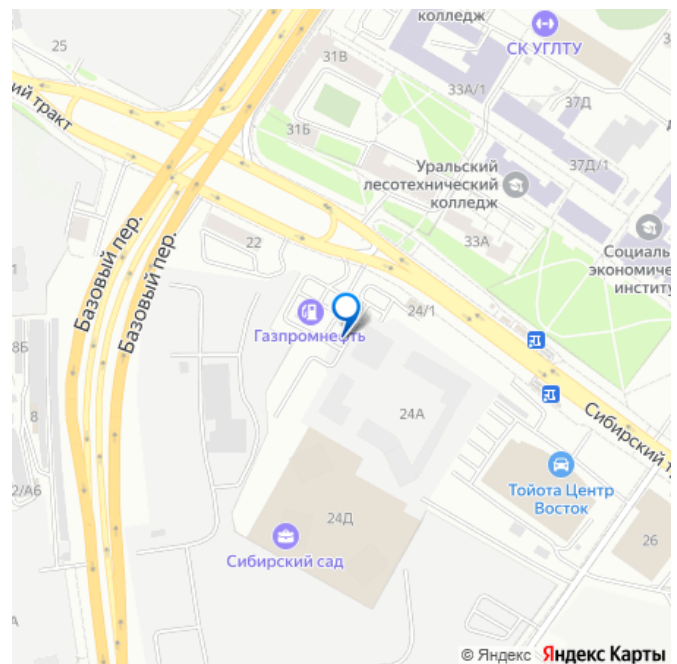 колледж
25
31В
СК УГЛТУ
33А/1
37Д
ий тракт
31Б
Уральский
лесотехнический
колледж
37Д/1
Базовый пер.
Базовый пер.
22
33А
Социаль
экономиче
институ
24/1
Газпромнефть
8Б
8
24А
Сибирский т
2/А6
Тойота Центр
Восток
24Д
26
Сибирский сад
© Яндекс Яндекс Карты